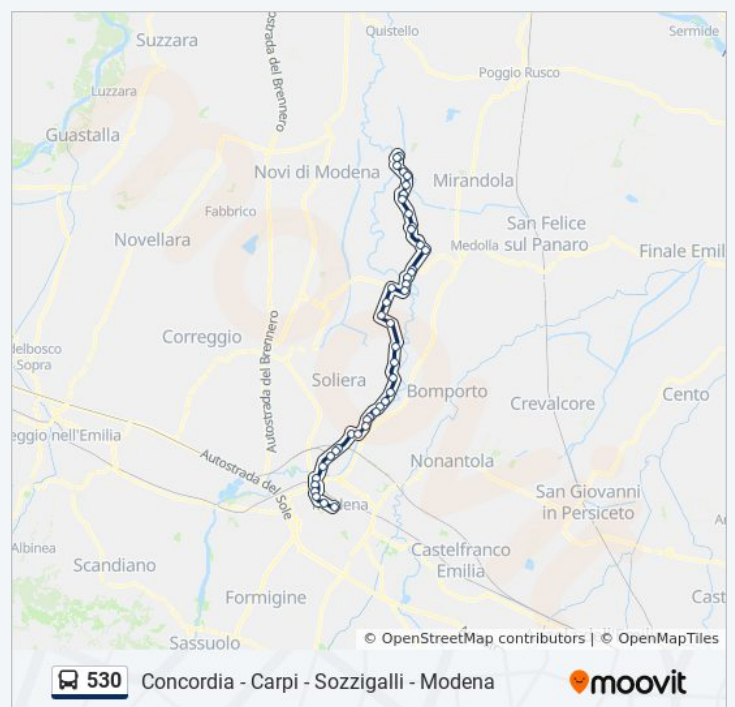 Suzzara
Autostrada del Brennero
Quistello
Sermide
Poggio Rusco
Luzzara
Guastalla
Novi di Modena
Mirandola
Fabbrico
Novellara
San Felice
sul Panaro
Medolla
Finale Emil
Correggio
Autostrada del Brennero
delbosco
Sopra
Soliera
Bomporto
Crevalcore
Cento
eggio nell'Emilia
Autostrada del Sole
Nonantola
San Giovanni
in Persiceto
Albinea
Scandiano
Castelfranco
Emilia
Formigine
Cast
Sassuolo
© OpenStreetMap contributors | © OpenMapTiles
530 Concordia - Carpi - Sozzigalli - Modena
moovit